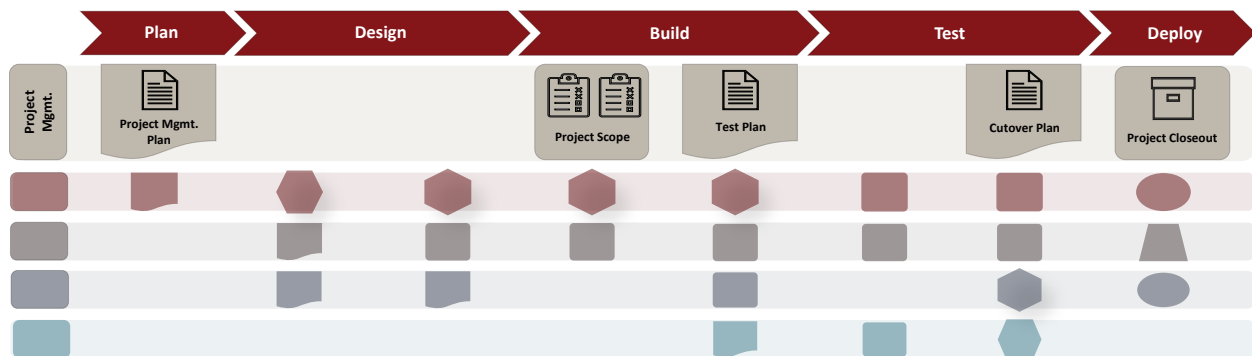 Plan
Design
Build
Test
Deploy
Project
Mgmt.
Project Mgmt.
Plan
Project Scope
Test Plan
Cutover Plan
Project Closeout